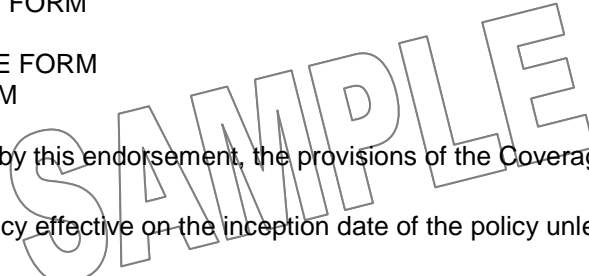 FORM
E FORM
M
SAMPLE
by this endorsement, the provisions of the Coverag
cy effective on the inception date of the policy unle